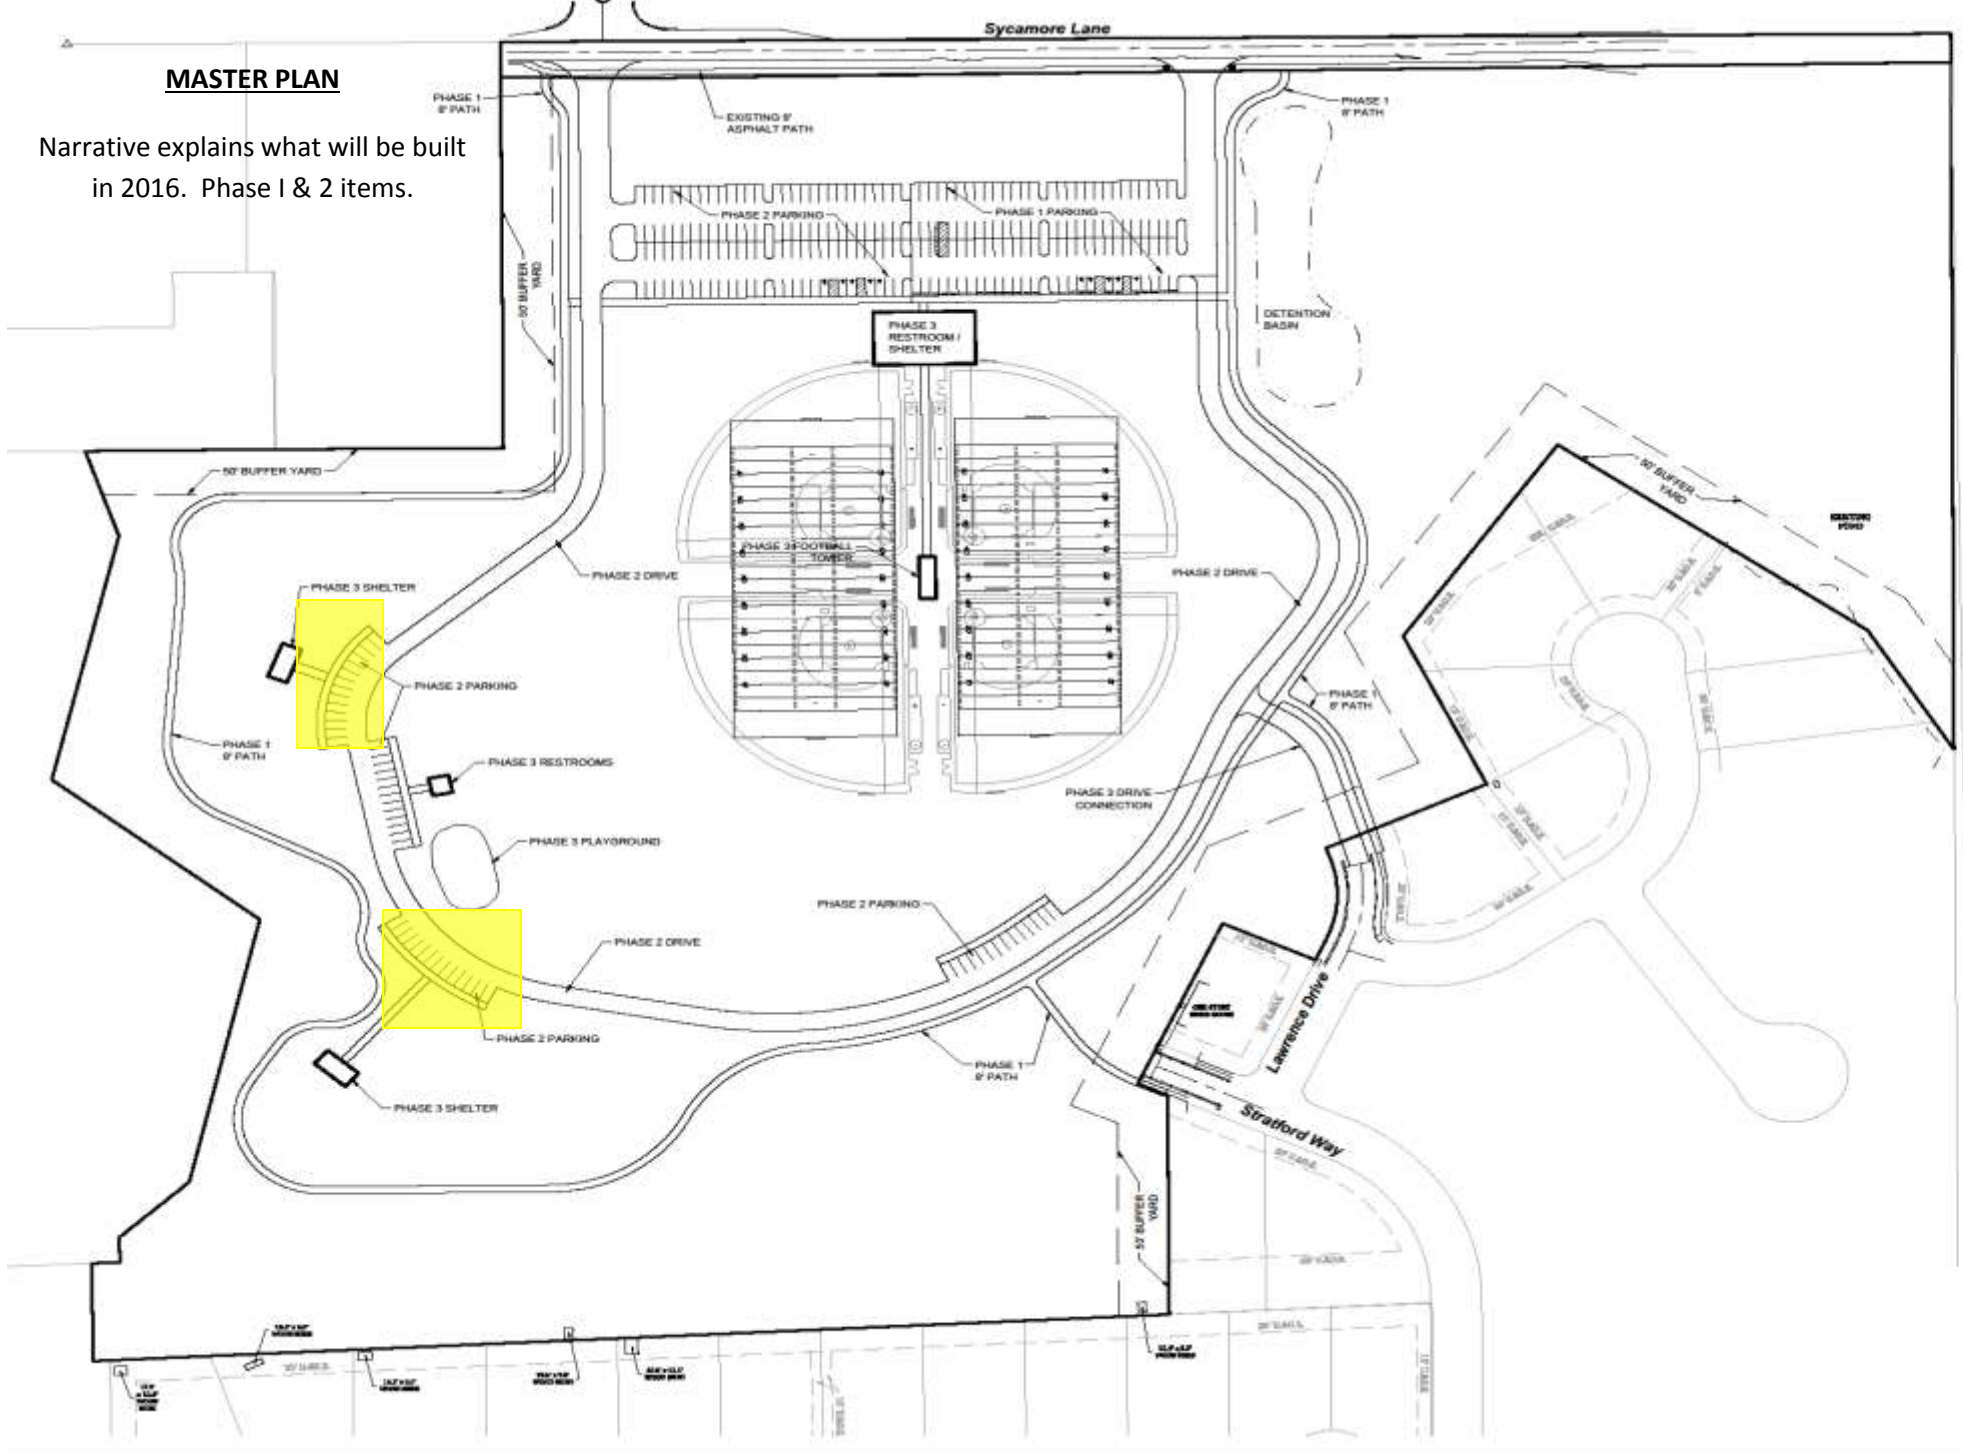 Sycamore Lane
MASTER PLAN
Narrative explains what will be built
in 2016.  Phase I & 2 items.
PHASE 1
8' PATH
EXISTING 8'
ASPHALT PATH
PHASE 1
8' PATH
PHASE 2 PARKING
PHASE 1 PARKING
50' BUFFER
YARD
DETENTION
BASIN
PHASE 3
RESTROOM /
SHELTER
50' BUFFER YARD
50' BUFFER
YARD
EXISTING
POND
PHASE 3 FOOTBALL
TOWER
PHASE 2 DRIVE
PHASE 2 DRIVE
PHASE 3 SHELTER
PHASE 2 PARKING
PHASE 1
8' PATH
PHASE 1
8' PATH
PHASE 3 RESTROOMS
PHASE 3 DRIVE
CONNECTION
PHASE 3 PLAYGROUND
PHASE 2 PARKING
PHASE 2 DRIVE
Lawrence Drive
PHASE 2 PARKING
PHASE 1
8' PATH
PHASE 3 SHELTER
Stratford Way
50' BUFFER
YARD